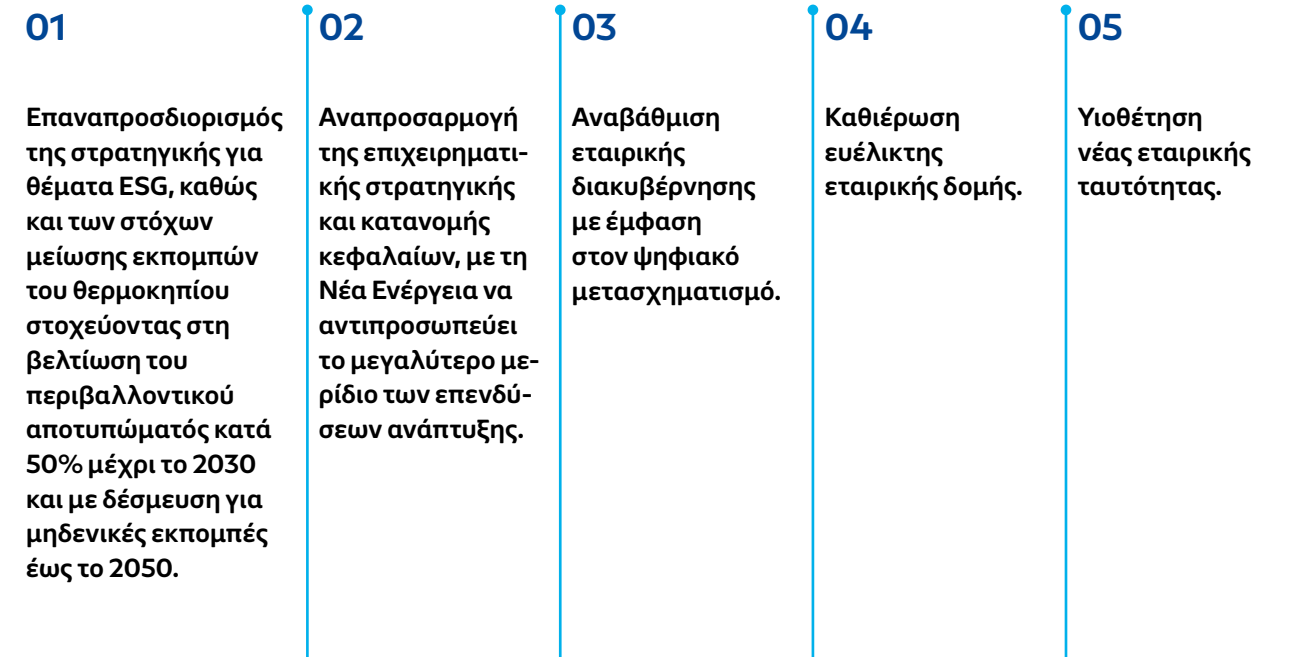 01
Επαναπροσδιορισμός
της στρατηγικής για
θέματα ESG, καθώς
και των στόχων
μείωσης εκπομπών
του θερμοκηπίου
στοχεύοντας στη
βελτίωση του
περιβαλλοντικού
αποτυπώματός κατά
50% μέχρι το 2030
και με δέσμευση για
μηδενικές εκπομπές
έως το 2050.
02
Αναπροσαρμογή
της επιχειρηματι-
κής στρατηγικής
και κατανομής
κεφαλαίων, με τη
Νέα Ενέργεια να
αντιπροσωπεύει
το μεγαλύτερο με-
ρίδιο των επενδύ-
σεων ανάπτυξης.
03
Αναβάθμιση
εταιρικής
διακυβέρνησης
με έμφαση
στον ψηφιακό
μετασχηματισμό.
04
Καθιέρωση
ευέλικτης
εταιρικής δομής.
05
Υιοθέτηση
νέας εταιρικής
ταυτότητας.